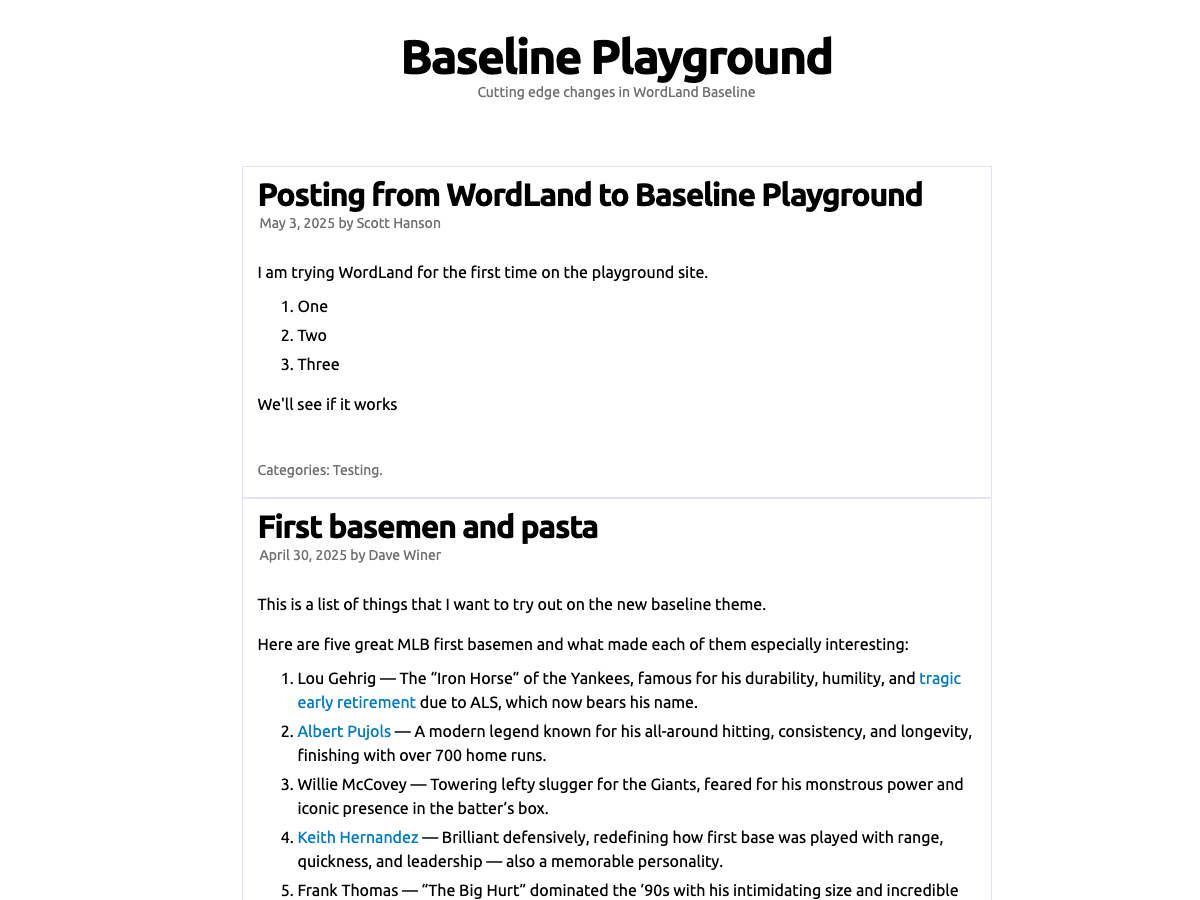 Baseline Playground
Cutting edge changes in WordLand Baseline
Posting from WordLand to Baseline Playground
May 3, 2025 by Scott Hanson
I am trying WordLand for the first time on the playground site.
1. One
2. Two
3. Three
We'll see if it works
Categories: Testing.
First basemen and pasta
April 30, 2025 by Dave Winer
This is a list of things that I want to try out on the new baseline theme.
Here are five great MLB first basemen and what made each of them especially interesting:
1. Lou Gehrig — The “Iron Horse” of the Yankees, famous for his durability, humility, and tragic
early retirement due to ALS, which now bears his name.
2. Albert Pujols — A modern legend known for his all-around hitting, consistency, and longevity,
finishing with over 700 home runs.
3. Willie McCovey — Towering lefty slugger for the Giants, feared for his monstrous power and
iconic presence in the batter’s box.
4. Keith Hernandez — Brilliant defensively, redefining how first base was played with range,
quickness, and leadership — also a memorable personality.
5. Frank Thomas — “The Big Hurt” dominated the ’90s with his intimidating size and incredible